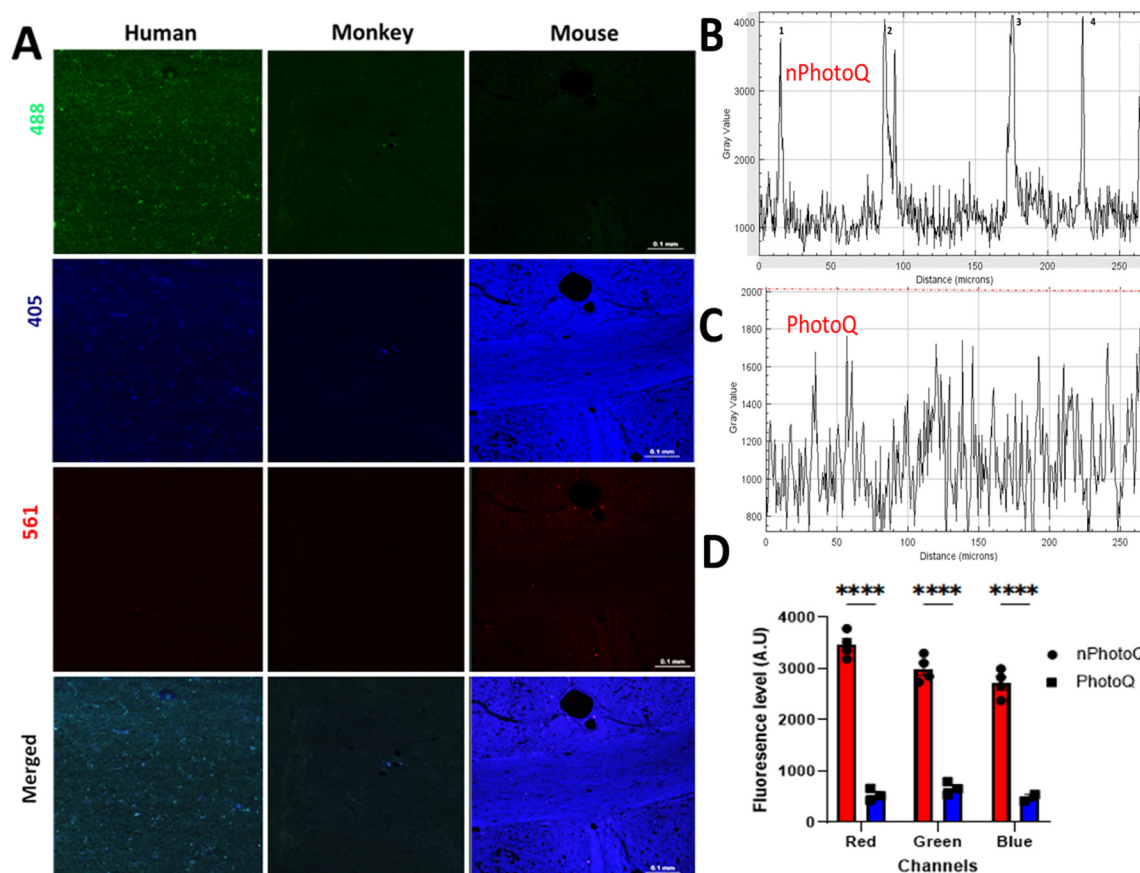 A
Human Monkey Mouse
488
0.1 mm
405
0.1 mm
561
0.1 mm
Merged
0.1 mm
B
nPhotoQ
1 2 3 4
4000
3000
2000
1000
Gray Value
0 50 100 150 200 250
Distance (microns)
C
PhotoQ
2000
1800
1600
1400
1200
1000
800
Gray Value
0 50 100 150 200 250
Distance (microns)
D
**** **** ****
4000
3000
2000
1000
0
Fluoresence level (A.U)
nPhotoQ
PhotoQ
Red Green Blue
Channels